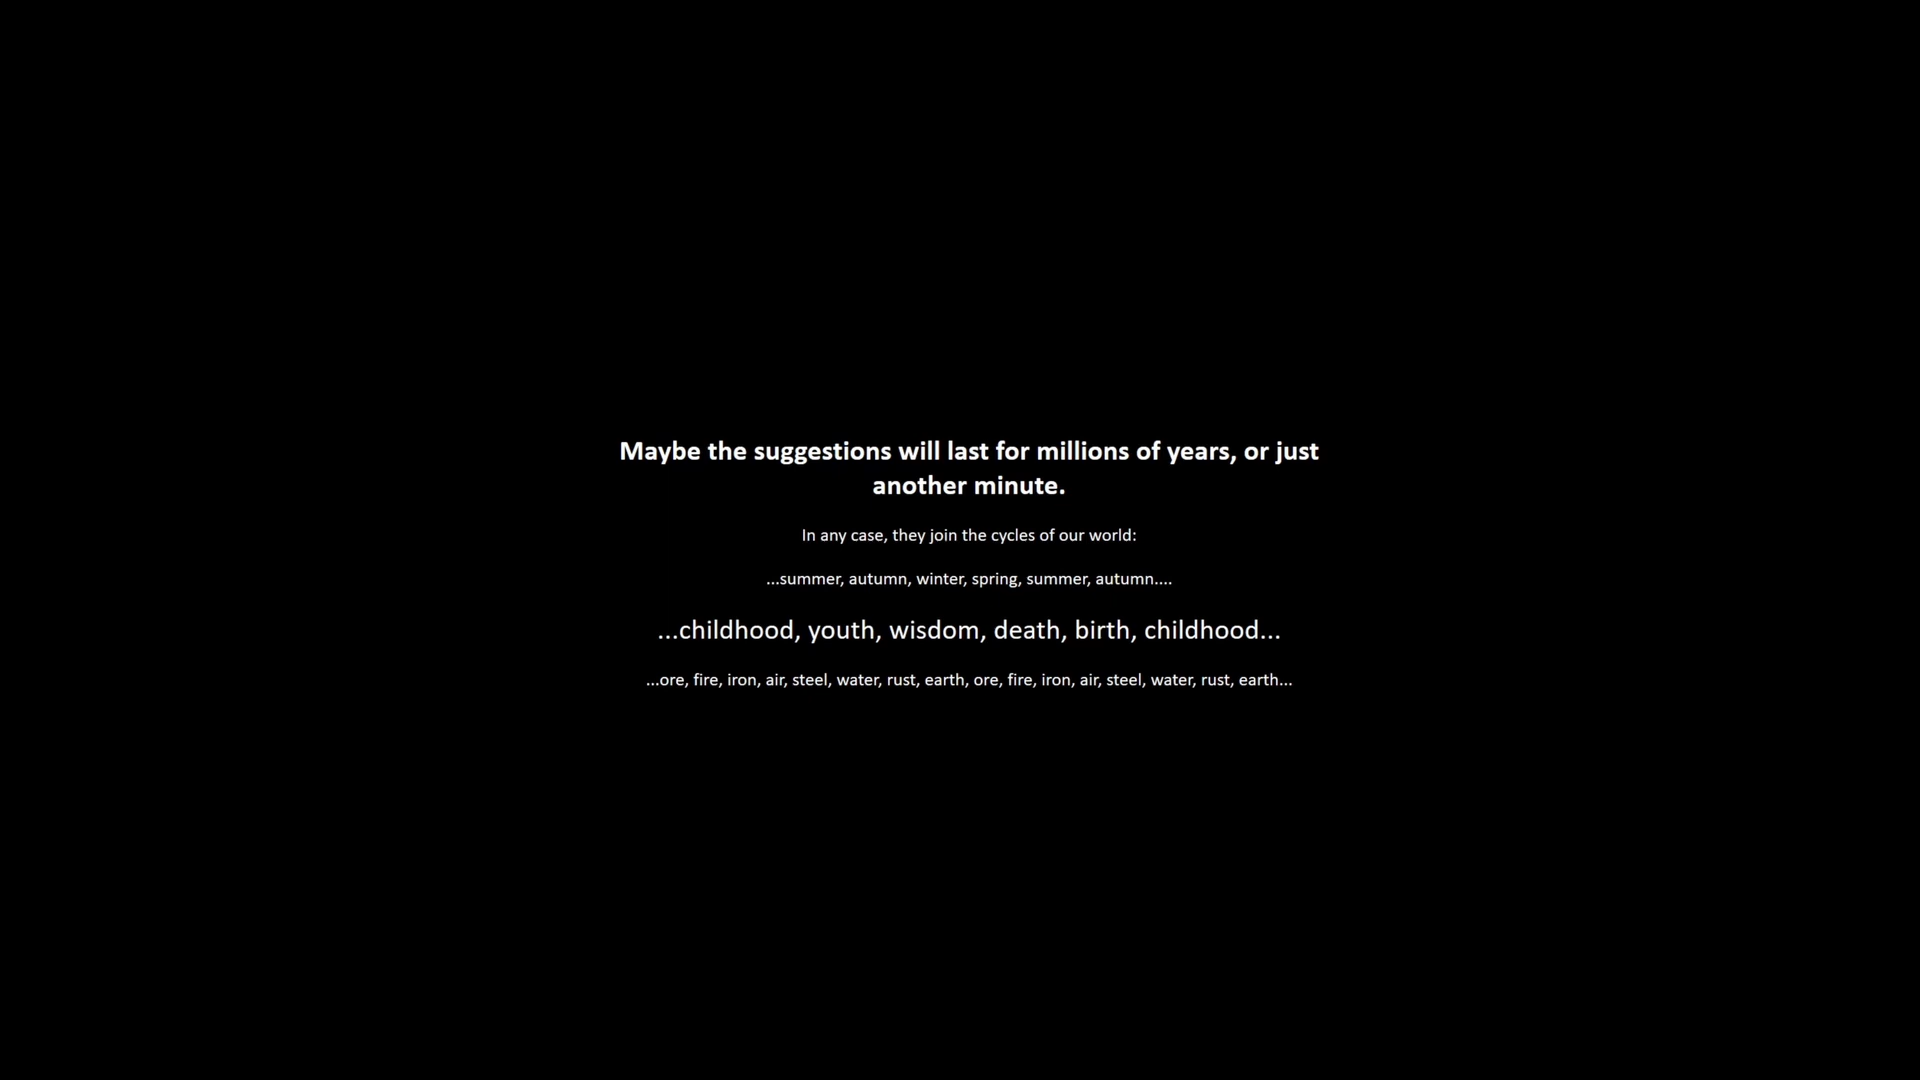 Maybe the suggestions will last for millions of years, or just
another minute.
In any case, they join the cycles of our world:
...summer, autumn, winter, spring, summer, autumn....
...childhood, youth, wisdom, death, birth, childhood...
...ore, fire, iron, air, steel, water, rust, earth, ore, fire, iron, air, steel, water, rust, earth...